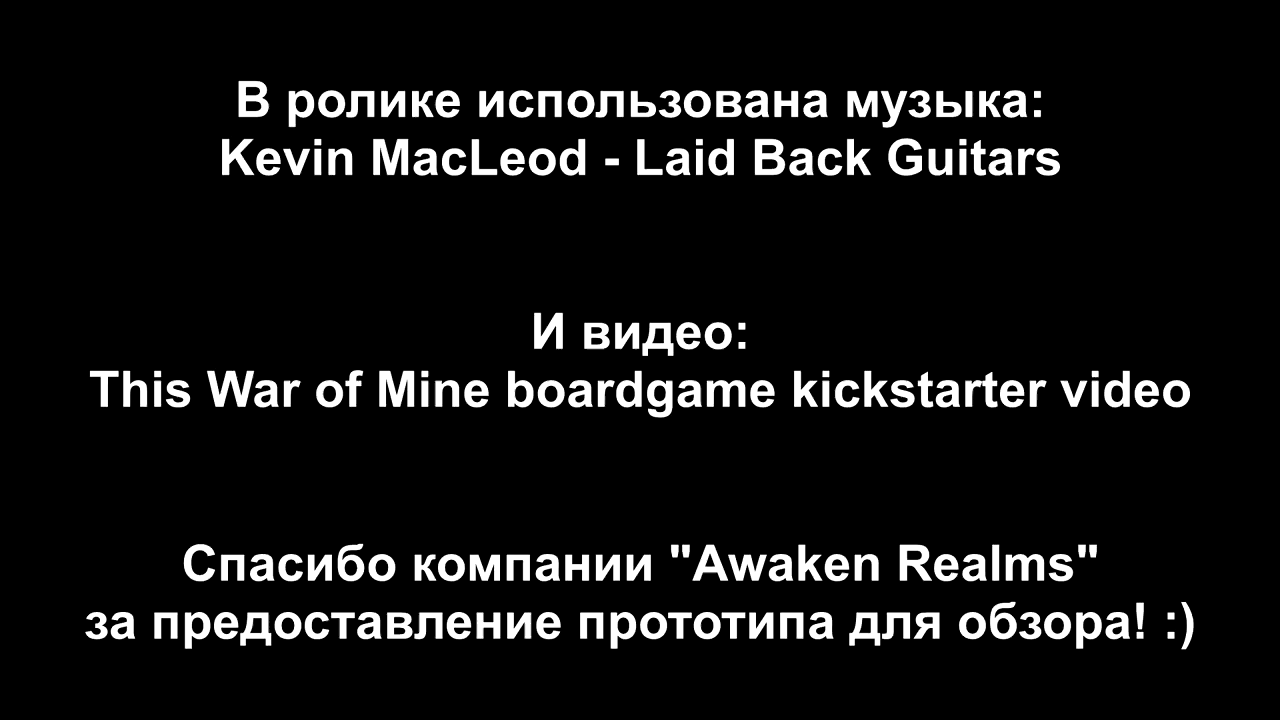 В ролике использована музыка:
Kevin MacLeod - Laid Back Guitars
И видео:
This War of Mine boardgame kickstarter video
Спасибо компании "Awaken Realms"
за предоставление прототипа для обзора! :)